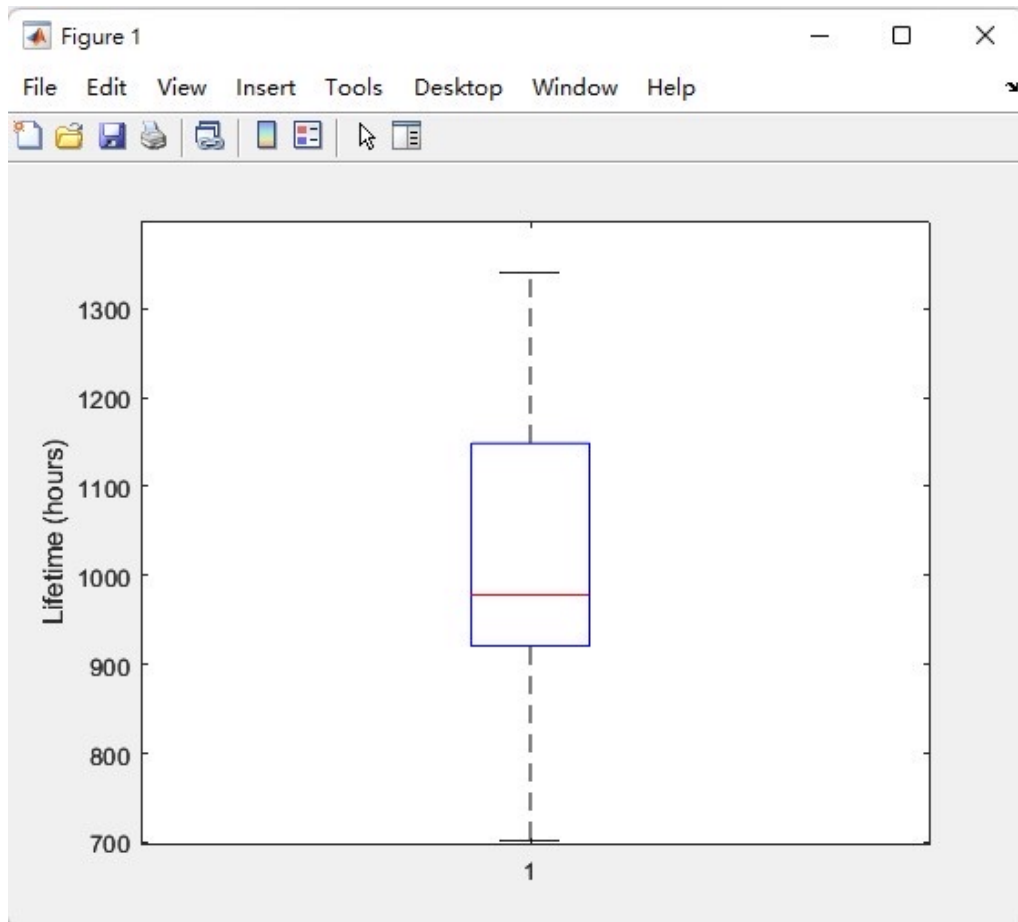 Figure 1
File Edit View Insert Tools Desktop Window Help
1300
1200
1100
1000
900
800
700
Lifetime (hours)
1